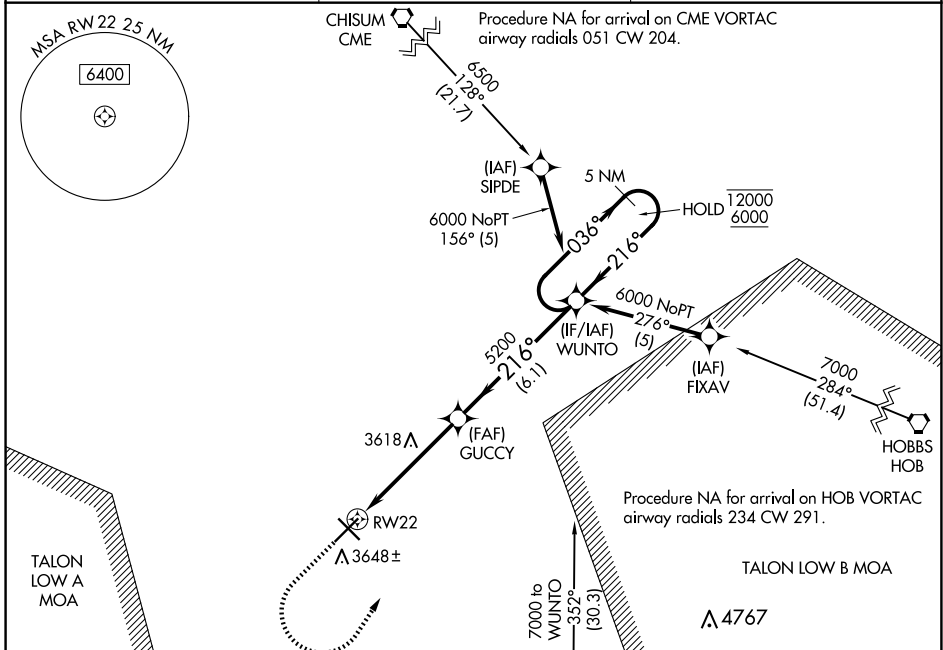 MSA RW 22 25 NM
6400
CHISUM
CME
Procedure NA for arrival on CME VORTAC
airway radials 051 CW 204.
6500
128°
(21.7)
(IAF)
SIPDE
6000 NoPT
156° (5)
5 NM
HOLD
12000
6000
036°
216°
6000 NoPT
276°
(5)
(IF/IAF)
WUNTO
(IAF)
FIXAV
7000
284°
(51.4)
HOBBS
HOB
5200
216°
(6.1)
(FAF)
GUCCY
3618
RW22
3648±
Procedure NA for arrival on HOB VORTAC
airway radials 234 CW 291.
TALON
LOW A
MOA
TALON LOW B MOA
7000 to
WUNTO
352°
(30.3)
4767